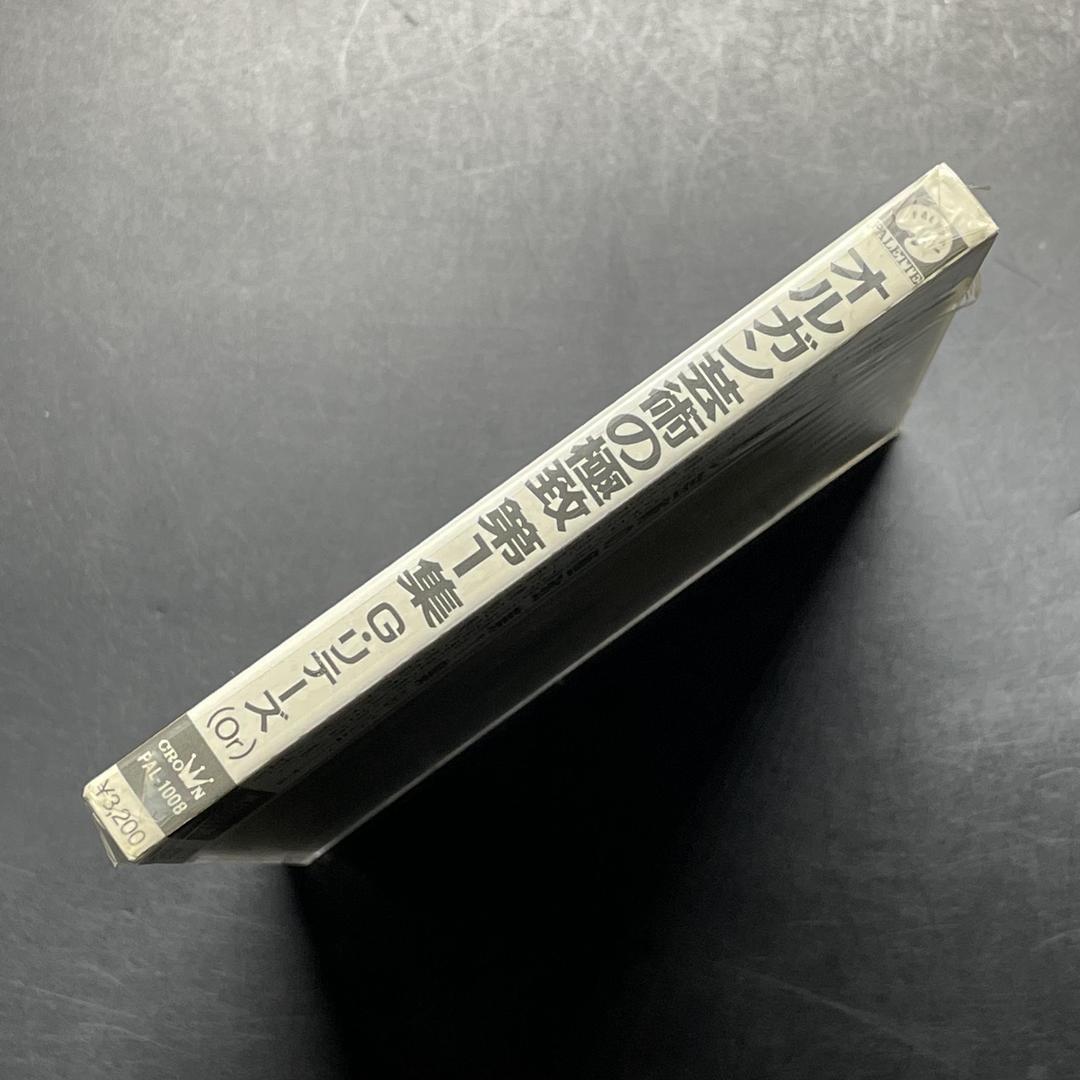 PALETTE
オルガン芸術の極致 第1集 G・リテーズ (Or)
CROWN
PAL-1008
¥3,200